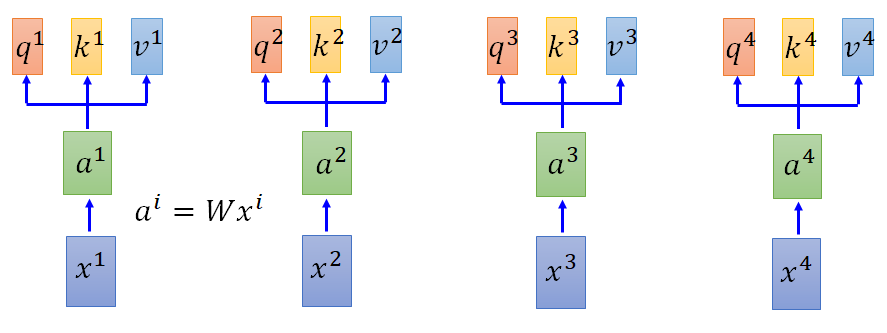 q¹ k¹ v¹ q² k² v² q³ k³ v³ q⁴ k⁴ v⁴
a¹ a² a³ a⁴
aⁱ = Wxⁱ
x¹ x² x³ x⁴